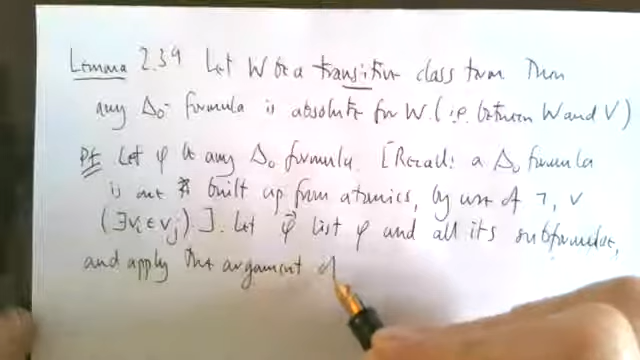 Lemma 2.39 Let W be a transitive class term Then
any Δ₀- formula is absolute for W. (i.e. between W and V)
Pf Let φ be any Δ₀ formula. [Recall: a Δ₀ formula
is one built up from atomics, by use of ¬, ∨
(∃vᵢ ∈ vⱼ) ]. Let φ⃗ list φ and all its subformulae,
and apply the argument of